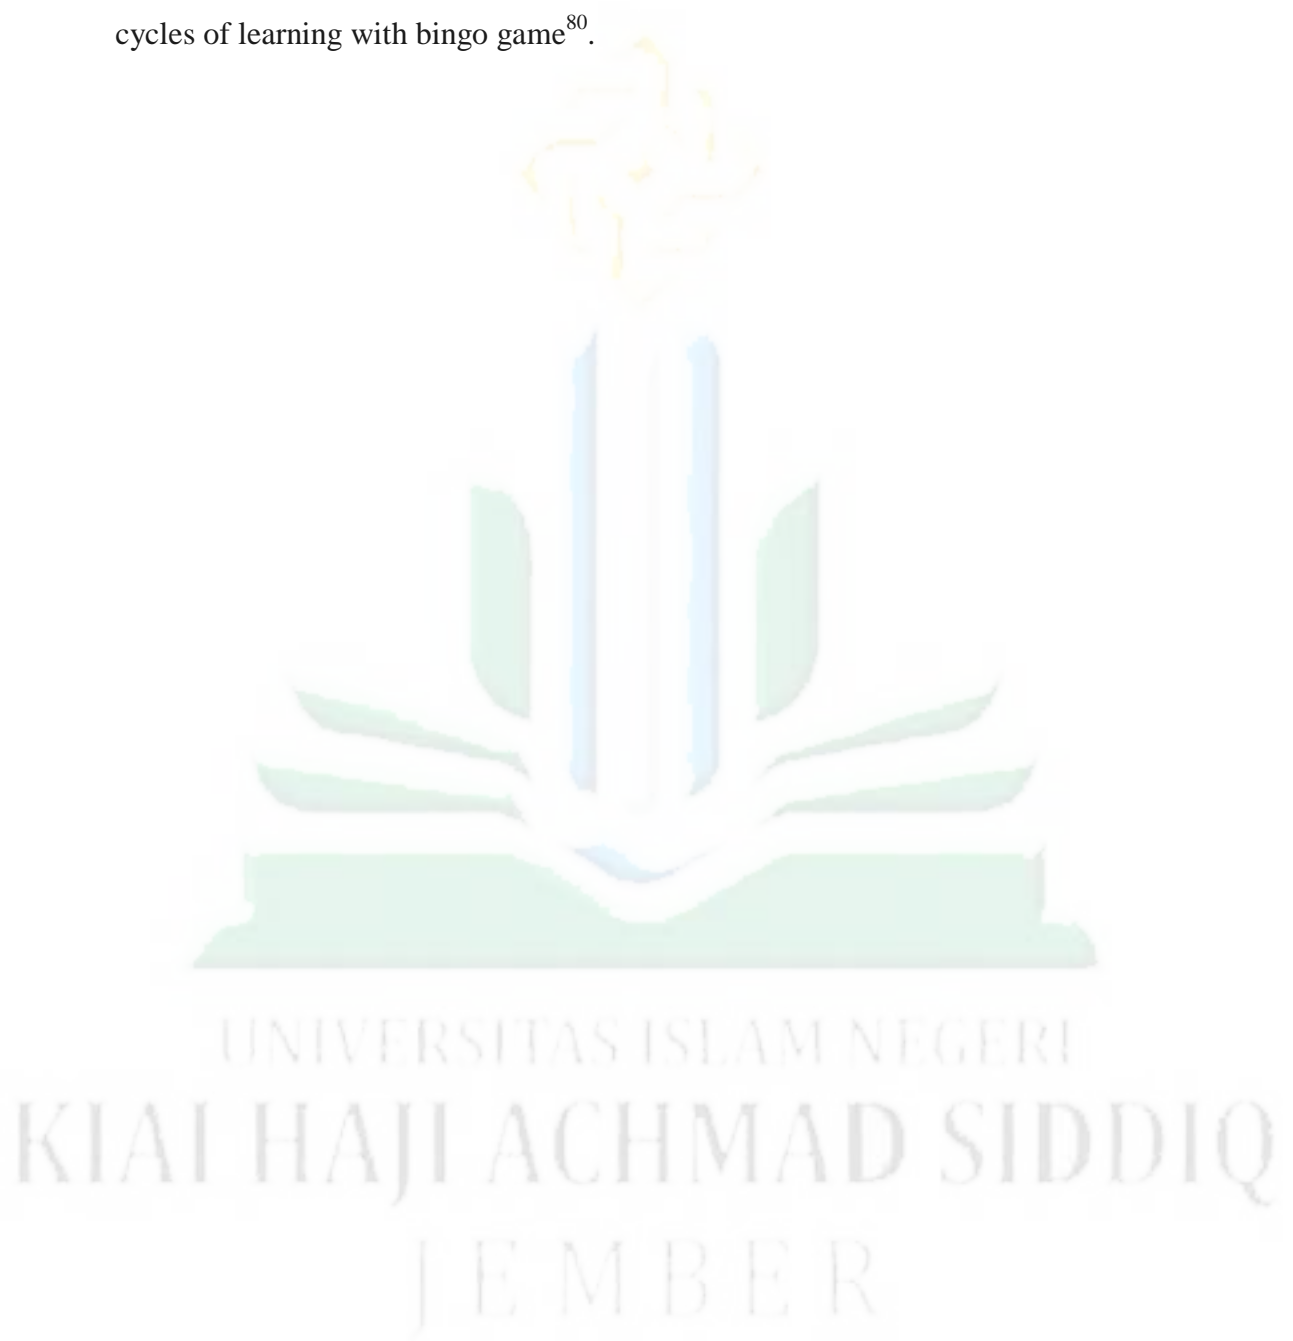 cycles of learning with bingo game⁸⁰.
UNIVERSITAS ISLAM NEGERI
KIAI HAJI ACHMAD SIDDIQ
JEMBER